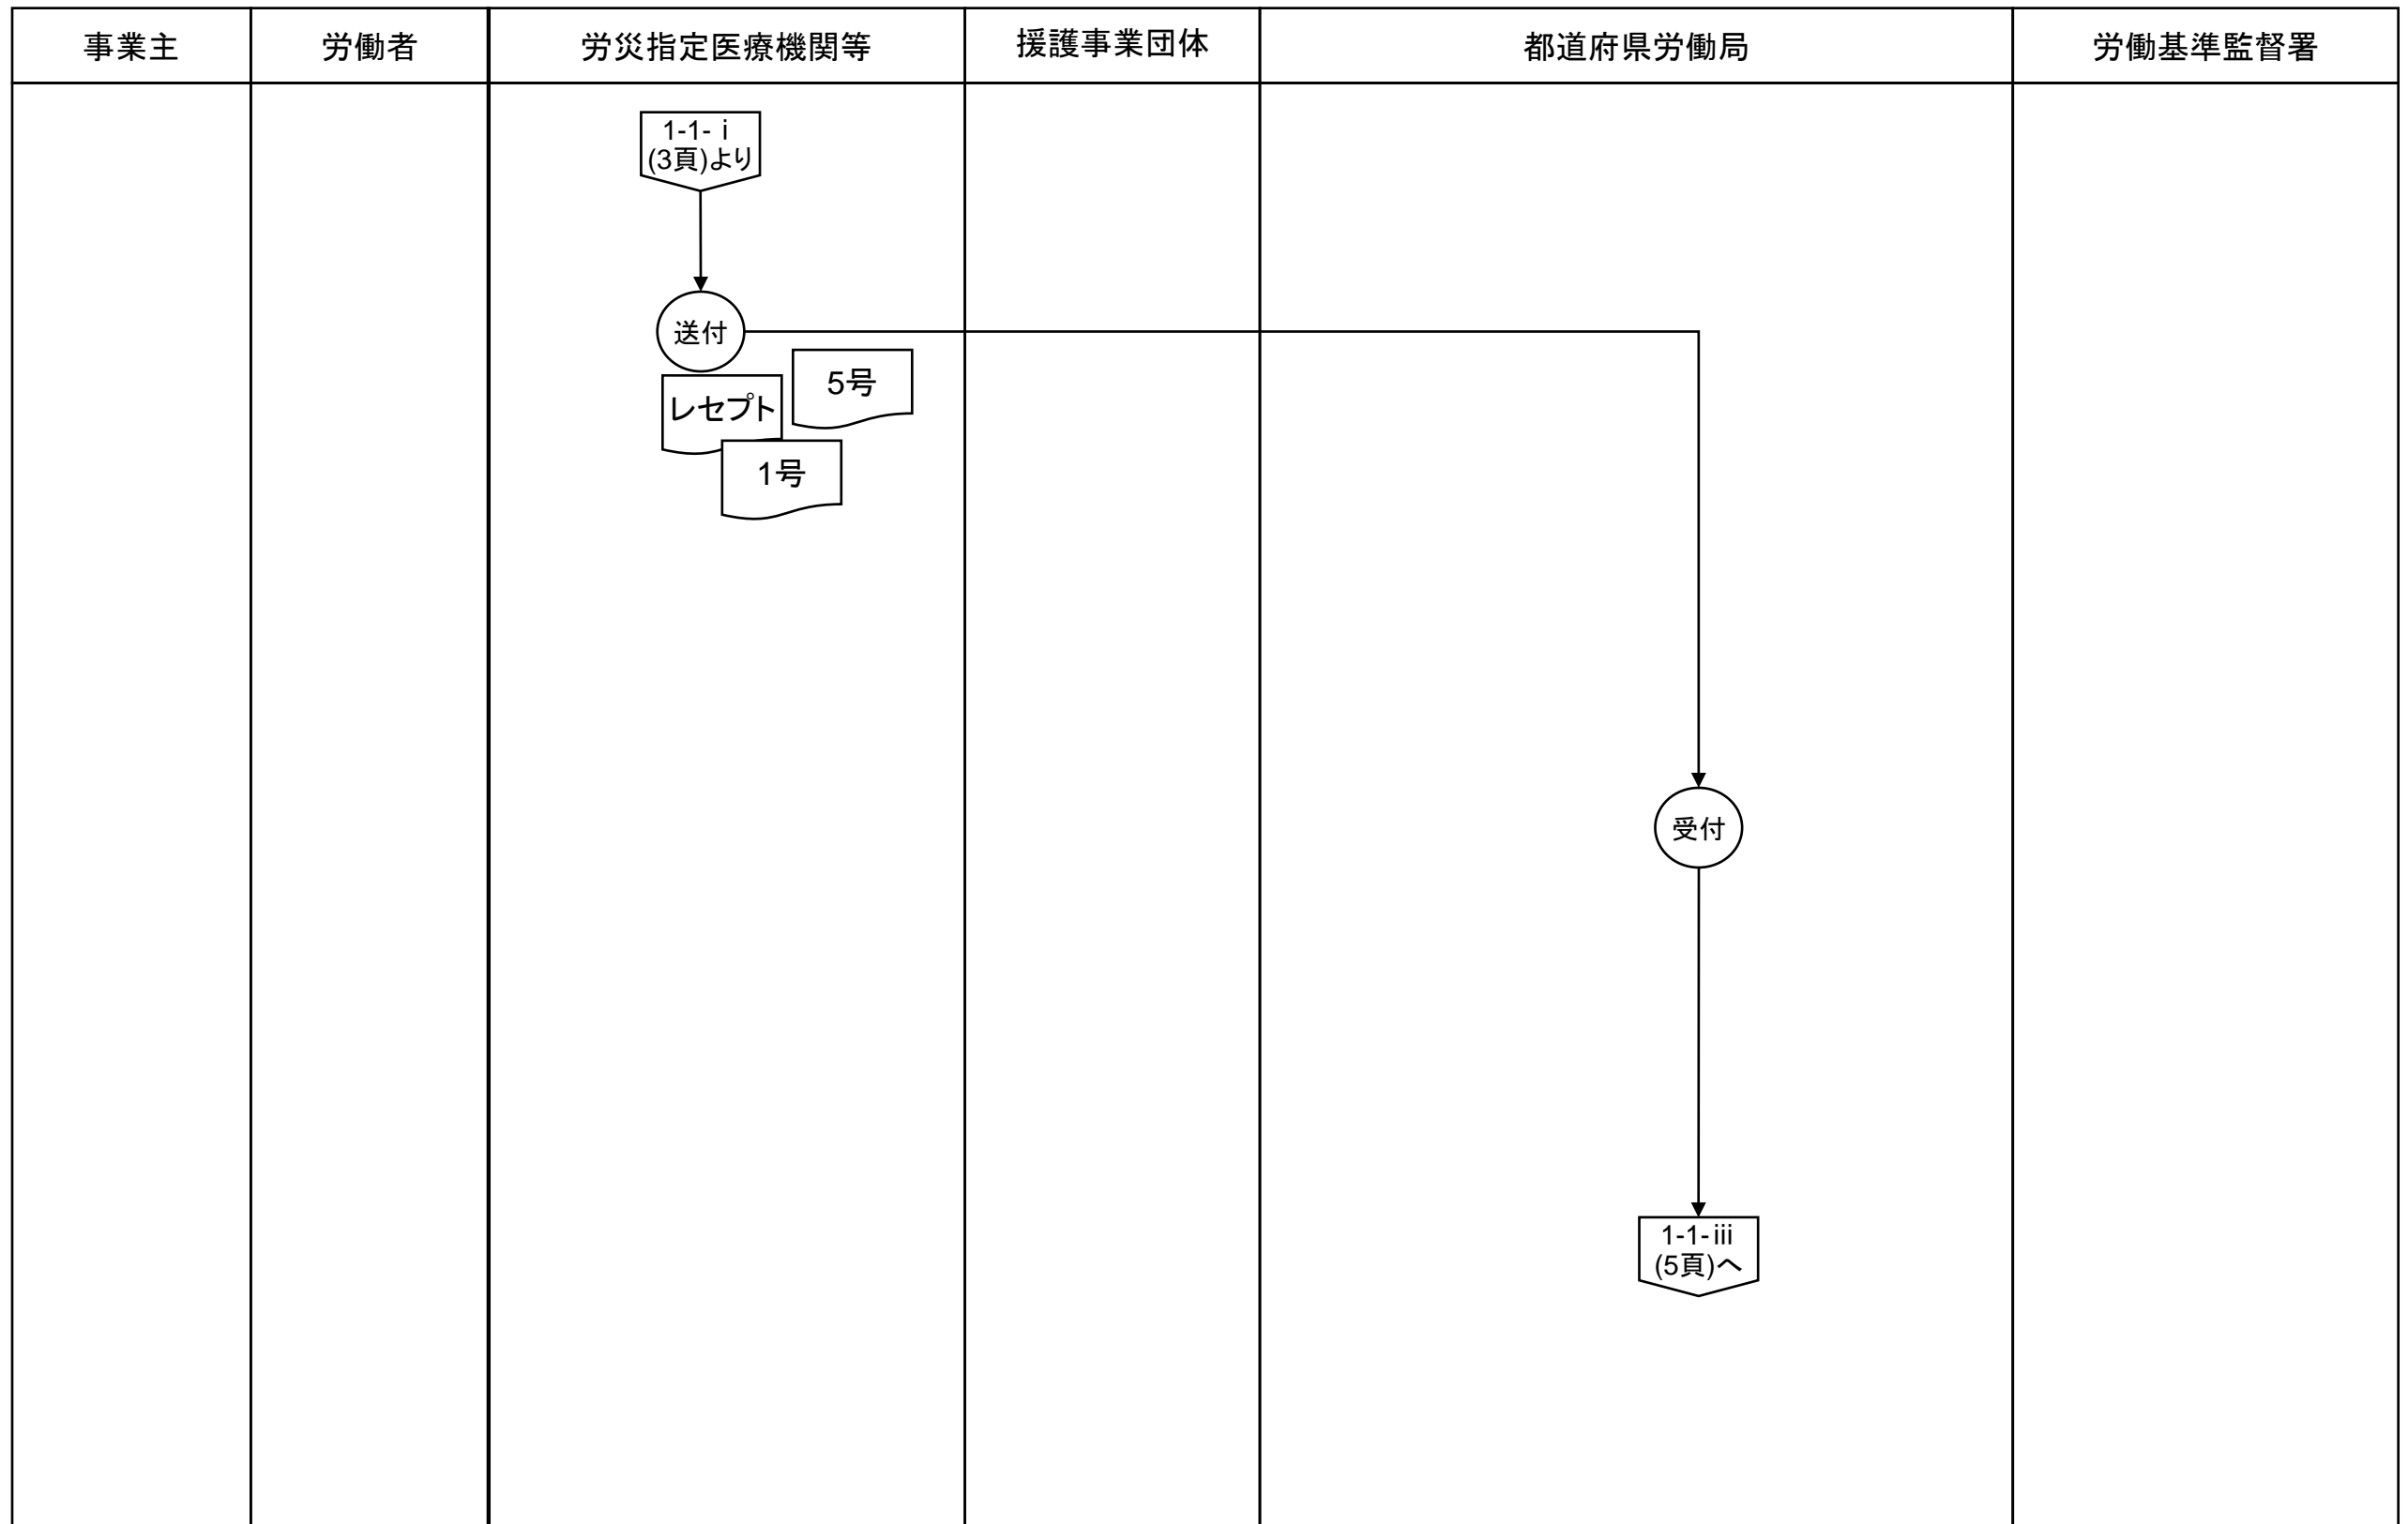 事業主
労働者
労災指定医療機関等
援護事業団体
都道府県労働局
労働基準監督署
1-1-ⅰ
(3頁)より
送付
5号
レセプト
1号
受付
1-1-ⅲ
(5頁)へ